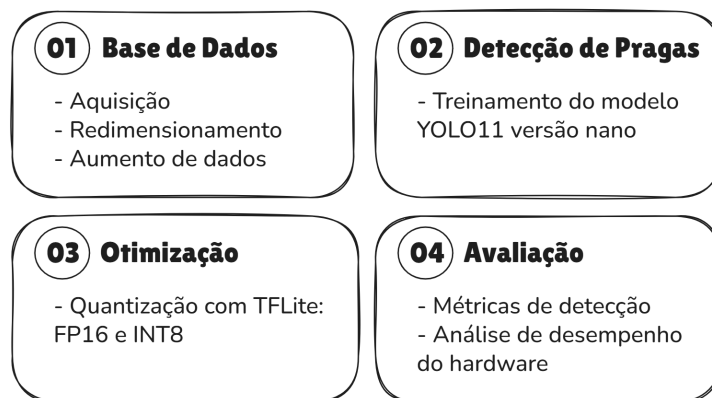 01 Base de Dados
- Aquisição
- Redimensionamento
- Aumento de dados
02 Detecção de Pragas
- Treinamento do modelo
YOLO11 versão nano
03 Otimização
- Quantização com TFLite:
FP16 e INT8
04 Avaliação
- Métricas de detecção
- Análise de desempenho
do hardware